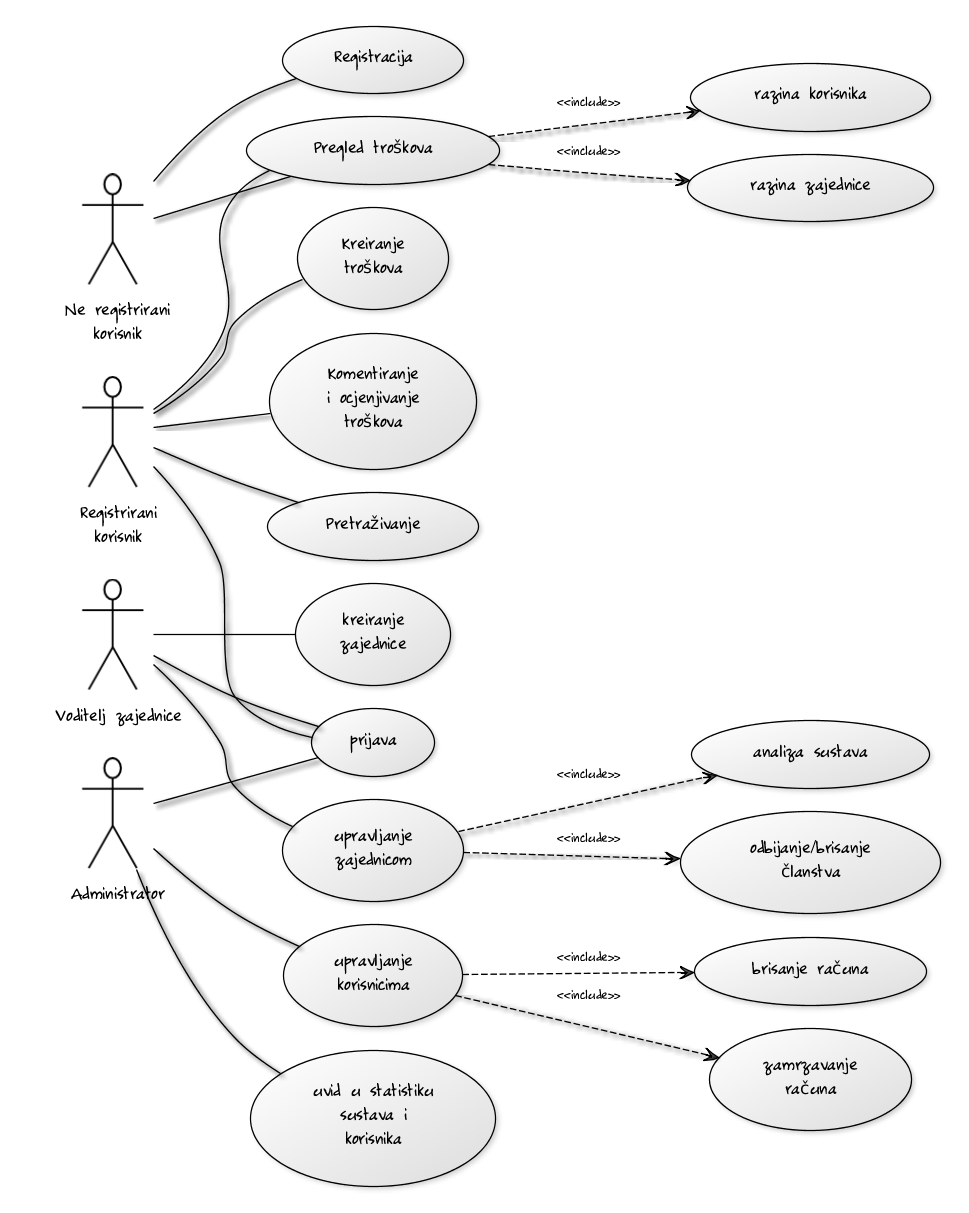 Registracija
razina korisnika
<<include>>
Pregled troškova
<<include>>
razina zajednice
Kreiranje
troškova
Ne registrirani
korisnik
Komentiranje
i ocjenjivanje
troškova
Registrirani
korisnik
Pretraživanje
kreiranje
zajednice
Voditelj zajednice
prijava
analiza sustava
<<include>>
upravljanje
zajednicom
<<include>>
odbijanje/brisanje
članstva
Administrator
upravljanje
korisnicima
<<include>>
brisanje računa
<<include>>
zamrzavanje
računa
uvid u statistiku
sustava i
korisnika